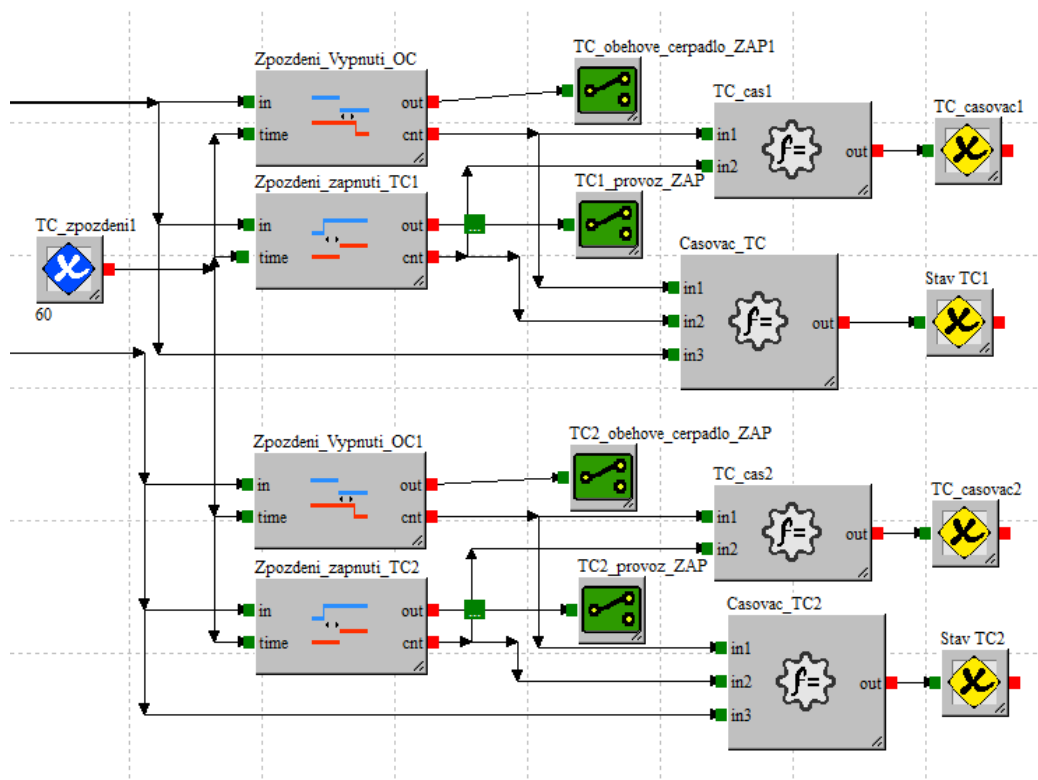 TC_obehove_cerpadlo_ZAP1
Zpozdeni_Vypnuti_OC
in
out
time
cnt
TC_cas1
in1
in2
out
TC_casovac1
Zpozdeni_zapnuti_TC1
in
out
time
cnt
TC1_provoz_ZAP
TC_zpozdeni1
60
Casovac_TC
in1
in2
out
in3
Stav TC1
Zpozdeni_Vypnuti_OC1
in
out
time
cnt
TC2_obehove_cerpadlo_ZAP
TC_cas2
in1
in2
out
TC_casovac2
Zpozdeni_zapnuti_TC2
in
out
time
cnt
TC2_provoz_ZAP
Casovac_TC2
in1
in2
out
in3
Stav TC2